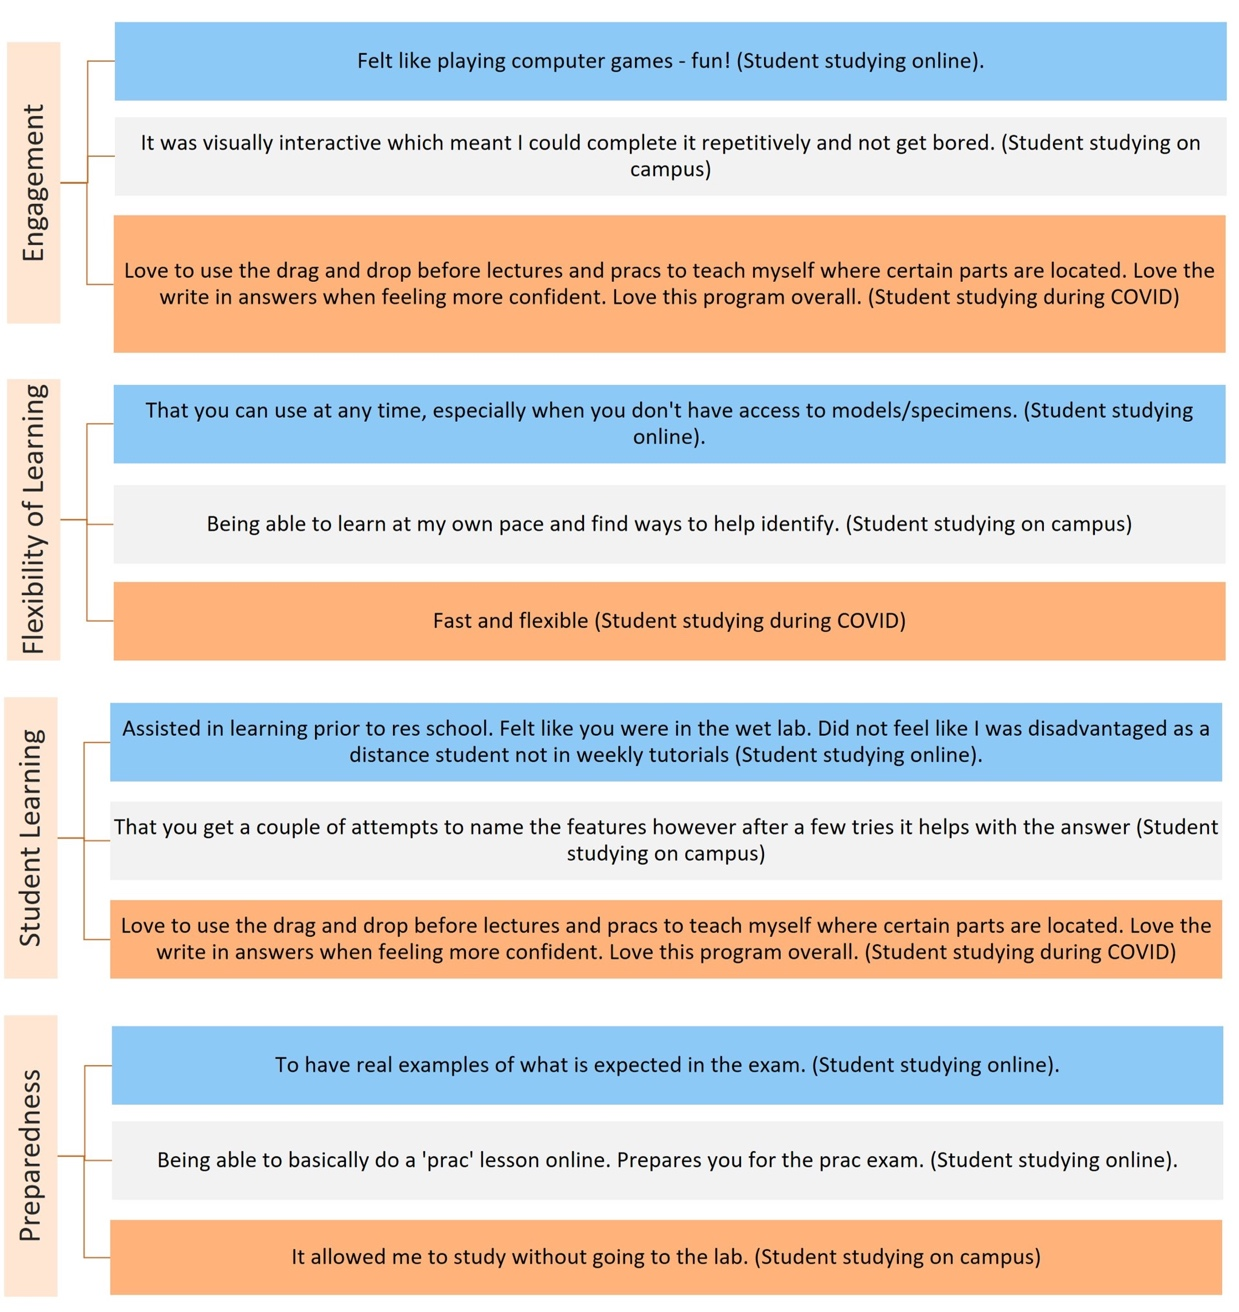 Engagement
Felt like playing computer games - fun! (Student studying online).
It was visually interactive which meant I could complete it repetitively and not get bored. (Student studying on
campus)
Love to use the drag and drop before lectures and pracs to teach myself where certain parts are located. Love the
write in answers when feeling more confident. Love this program overall. (Student studying during COVID)
Flexibility of Learning
That you can use at any time, especially when you don't have access to models/specimens. (Student studying
online).
Being able to learn at my own pace and find ways to help identify. (Student studying on campus)
Fast and flexible (Student studying during COVID)
Student Learning
Assisted in learning prior to res school. Felt like you were in the wet lab. Did not feel like I was disadvantaged as a
distance student not in weekly tutorials (Student studying online).
That you get a couple of attempts to name the features however after a few tries it helps with the answer (Student
studying on campus)
Love to use the drag and drop before lectures and pracs to teach myself where certain parts are located. Love the
write in answers when feeling more confident. Love this program overall. (Student studying during COVID)
Preparedness
To have real examples of what is expected in the exam. (Student studying online).
Being able to basically do a 'prac' lesson online. Prepares you for the prac exam. (Student studying online).
It allowed me to study without going to the lab. (Student studying on campus)